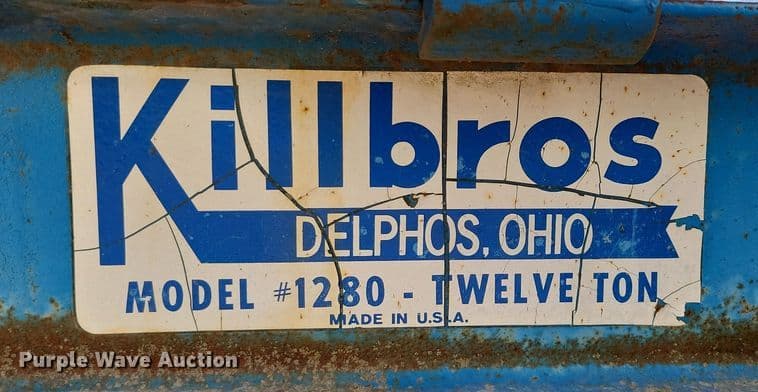 Killbros
DELPHOS, OHIO
MODEL #1280 - TWELVE TON
MADE IN U.S.A.
Purple Wave Auction